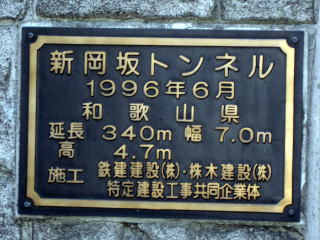 新岡坂トンネル
1996年6月
和歌山県
延長 340m 幅 7.0m
高 4.7m
施工 鉄建建設(株)・株木建設(株)
特定建設工事共同企業体